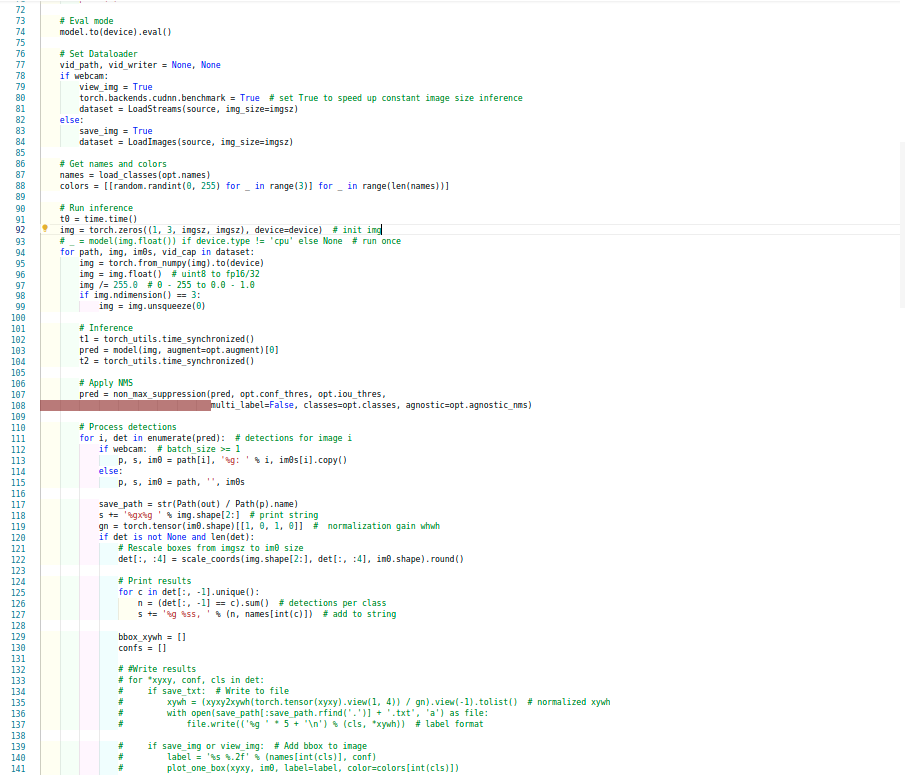 72
73 # Eval mode
74 model.to(device).eval()
75
76 # Set Dataloader
77 vid_path, vid_writer = None, None
78 if webcam:
79 view_img = True
80 torch.backends.cudnn.benchmark = True  # set True to speed up constant image size inference
81 dataset = LoadStreams(source, img_size=imgsz)
82 else:
83 save_img = True
84 dataset = LoadImages(source, img_size=imgsz)
85
86 # Get names and colors
87 names = load_classes(opt.names)
88 colors = [[random.randint(0, 255) for _ in range(3)] for _ in range(len(names))]
89
90 # Run inference
91 t0 = time.time()
92 img = torch.zeros((1, 3, imgsz, imgsz), device=device)  # init img
93 # _ = model(img.float()) if device.type != 'cpu' else None  # run once
94 for path, img, im0s, vid_cap in dataset:
95 img = torch.from_numpy(img).to(device)
96 img = img.float()  # uint8 to fp16/32
97 img /= 255.0  # 0 - 255 to 0.0 - 1.0
98 if img.ndimension() == 3:
99 img = img.unsqueeze(0)
100
101 # Inference
102 t1 = torch_utils.time_synchronized()
103 pred = model(img, augment=opt.augment)[0]
104 t2 = torch_utils.time_synchronized()
105
106 # Apply NMS
107 pred = non_max_suppression(pred, opt.conf_thres, opt.iou_thres,
108 multi_label=False, classes=opt.classes, agnostic=opt.agnostic_nms)
109
110 # Process detections
111 for i, det in enumerate(pred):  # detections for image i
112 if webcam:  # batch_size >= 1
113 p, s, im0 = path[i], '%g: ' % i, im0s[i].copy()
114 else:
115 p, s, im0 = path, '', im0s
116
117 save_path = str(Path(out) / Path(p).name)
118 s += '%gx%g ' % img.shape[2:]  # print string
119 gn = torch.tensor(im0.shape)[[1, 0, 1, 0]]  #  normalization gain whwh
120 if det is not None and len(det):
121 # Rescale boxes from imgsz to im0 size
122 det[:, :4] = scale_coords(img.shape[2:], det[:, :4], im0.shape).round()
123
124 # Print results
125 for c in det[:, -1].unique():
126 n = (det[:, -1] == c).sum()  # detections per class
127 s += '%g %ss, ' % (n, names[int(c)])  # add to string
128
129 bbox_xywh = []
130 confs = []
131
132 # #Write results
133 # for *xyxy, conf, cls in det:
134 #     if save_txt:  # Write to file
135 #         xywh = (xyxy2xywh(torch.tensor(xyxy).view(1, 4)) / gn).view(-1).tolist()  # normalized xywh
136 #         with open(save_path[:save_path.rfind('.')] + '.txt', 'a') as file:
137 #             file.write(('%g ' * 5 + '\n') % (cls, *xywh))  # label format
138
139 #     if save_img or view_img:  # Add bbox to image
140 #         label = '%s %.2f' % (names[int(cls)], conf)
141 #         plot_one_box(xyxy, im0, label=label, color=colors[int(cls)])